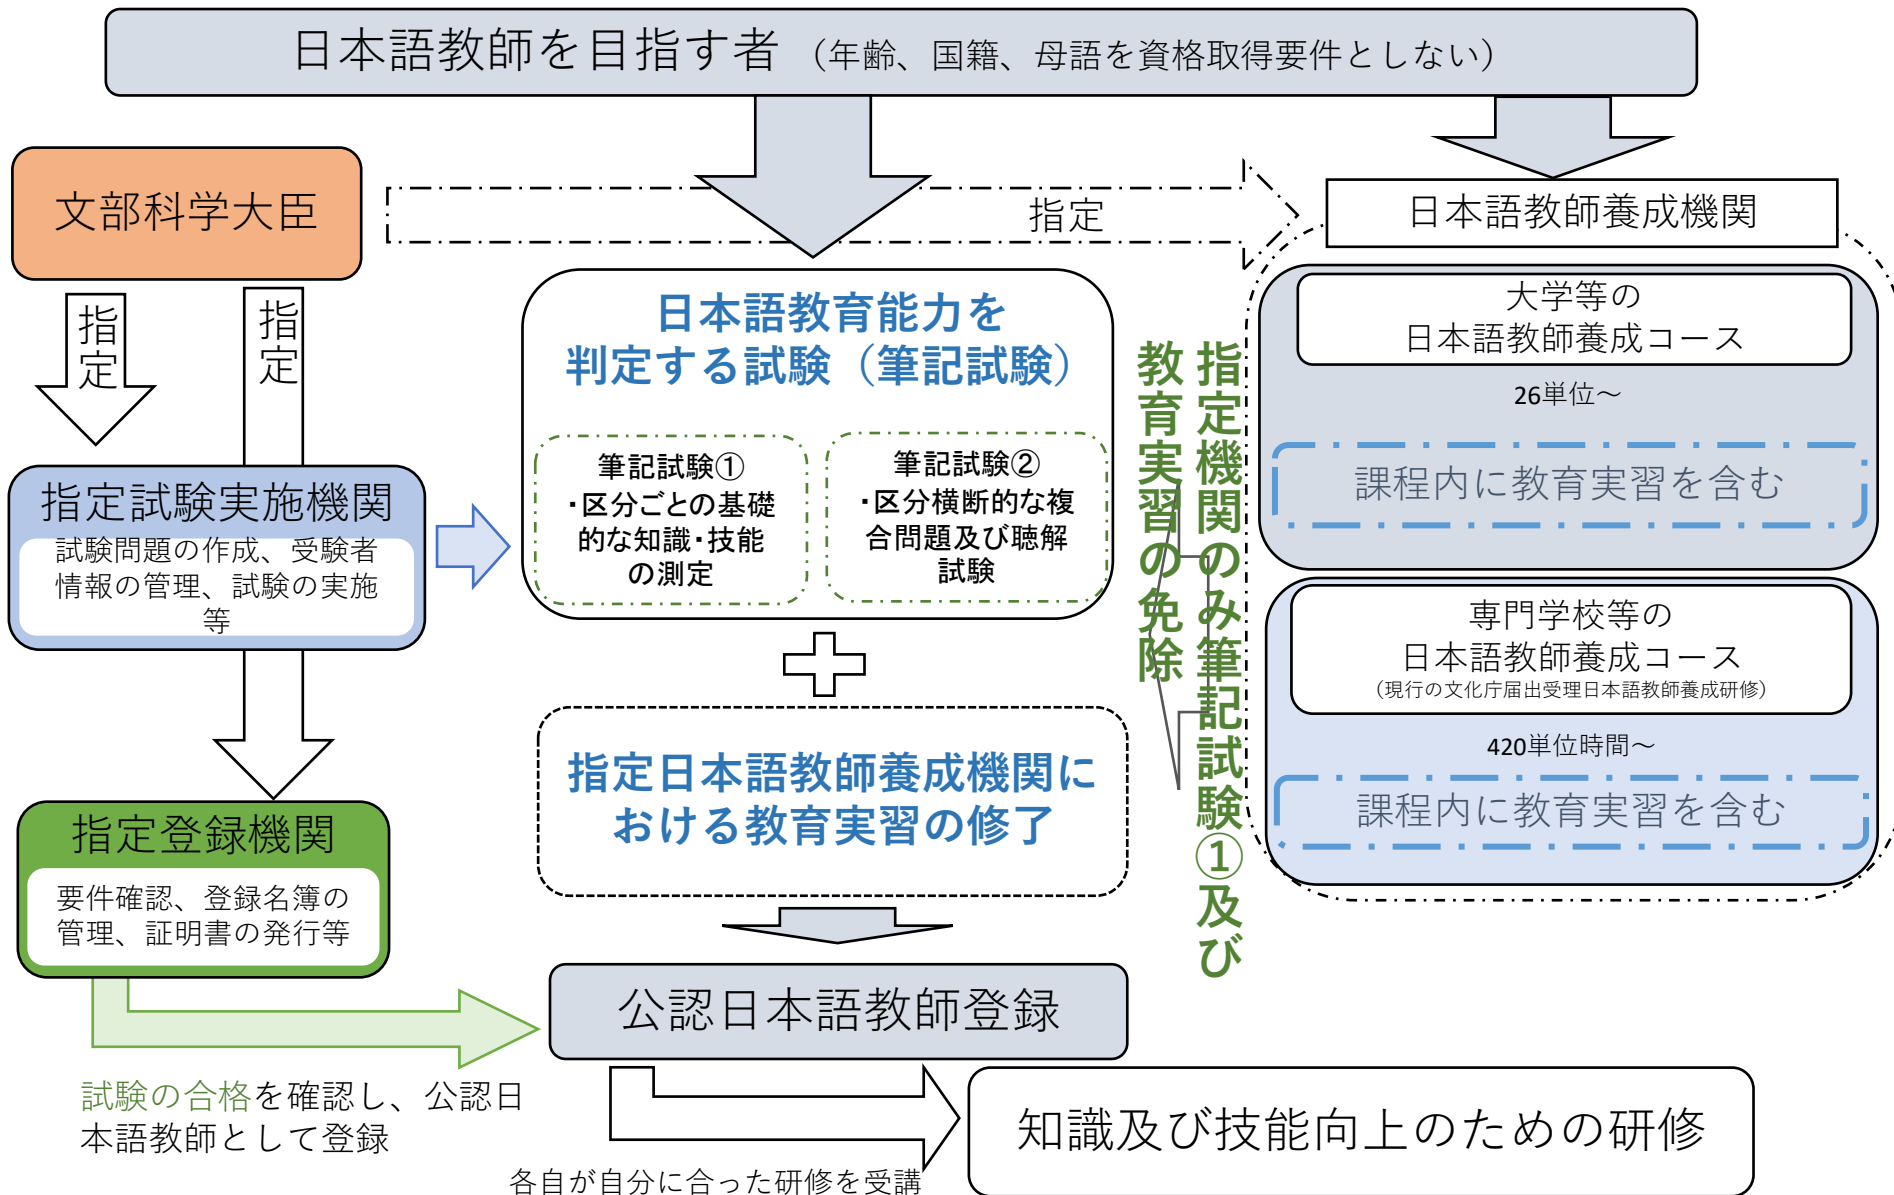 日本語教師を目指す者 （年齢、国籍、母語を資格取得要件としない）
文部科学大臣
指定
指定
指定
日本語教師養成機関
日本語教育能力を
判定する試験（筆記試験）
筆記試験①
・区分ごとの基礎
的な知識・技能
の測定
筆記試験②
・区分横断的な複
合問題及び聴解
試験
指定機関のみ筆記試験①及び
教育実習の免除
大学等の
日本語教師養成コース
26単位～
課程内に教育実習を含む
専門学校等の
日本語教師養成コース
（現行の文化庁届出受理日本語教師養成研修）
420単位時間～
課程内に教育実習を含む
指定試験実施機関
試験問題の作成、受験者
情報の管理、試験の実施
等
指定日本語教師養成機関に
おける教育実習の修了
指定登録機関
要件確認、登録名簿の
管理、証明書の発行等
公認日本語教師登録
試験の合格を確認し、公認日
本語教師として登録
知識及び技能向上のための研修
各自が自分に合った研修を受講